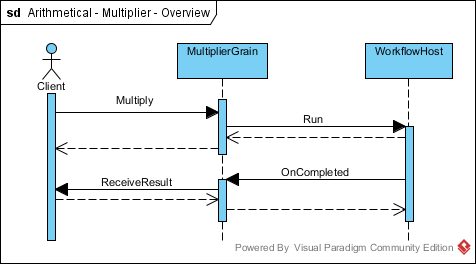 sd Arithmetical - Multiplier - Overview
MultiplierGrain
WorkflowHost
Client
Multiply
Run
OnCompleted
ReceiveResult
Powered By Visual Paradigm Community Edition